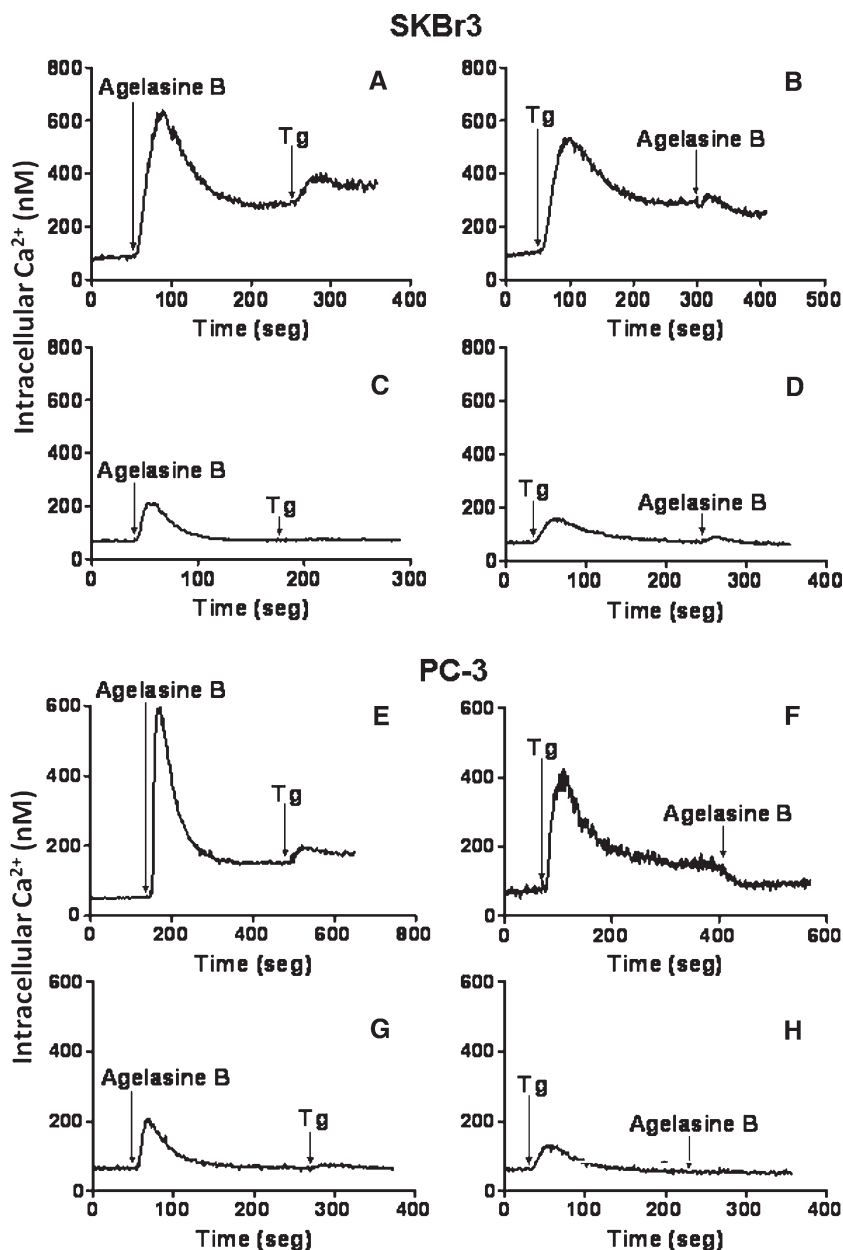 SKBr3
Intracellular Ca2+ (nM)
800
600
400
200
0
Agelasine B
Tg
A
0 100 200 300 400
Time (seg)
800
600
400
200
0
Tg
Agelasine B
B
0 100 200 300 400 500
Time (seg)
800
600
400
200
0
Agelasine B
Tg
C
0 100 200 300
Time (seg)
800
600
400
200
0
Tg
Agelasine B
D
0 100 200 300 400
Time (seg)
PC-3
Intracellular Ca2+ (nM)
Agelasine B
600
400
200
0
Tg
E
0 200 400 600 800
Time (seg)
600
400
200
0
Tg
Agelasine B
F
0 200 400 600
Time (seg)
600
400
200
0
Agelasine B
Tg
G
0 100 200 300 400
Time (seg)
600
400
200
0
Tg
Agelasine B
H
0 100 200 300 400
Time (seg)